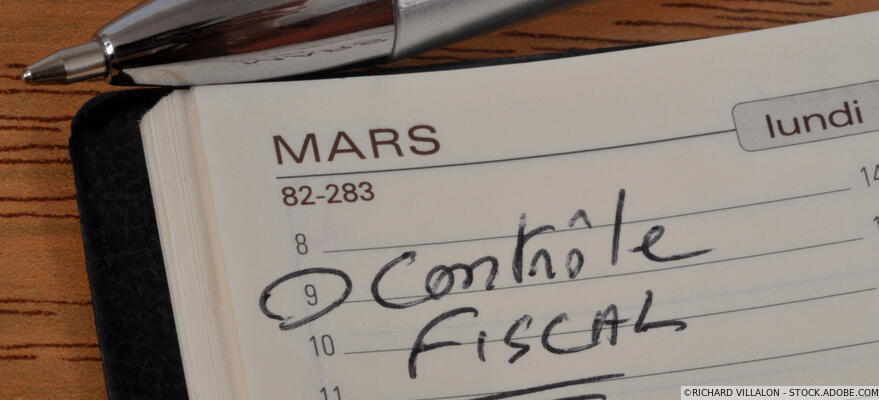 MARS
lundi
82-283
14
8
Contrôle
9
FISCAL
10
11
©RICHARD VILLALON - STOCK.ADOBE.COM